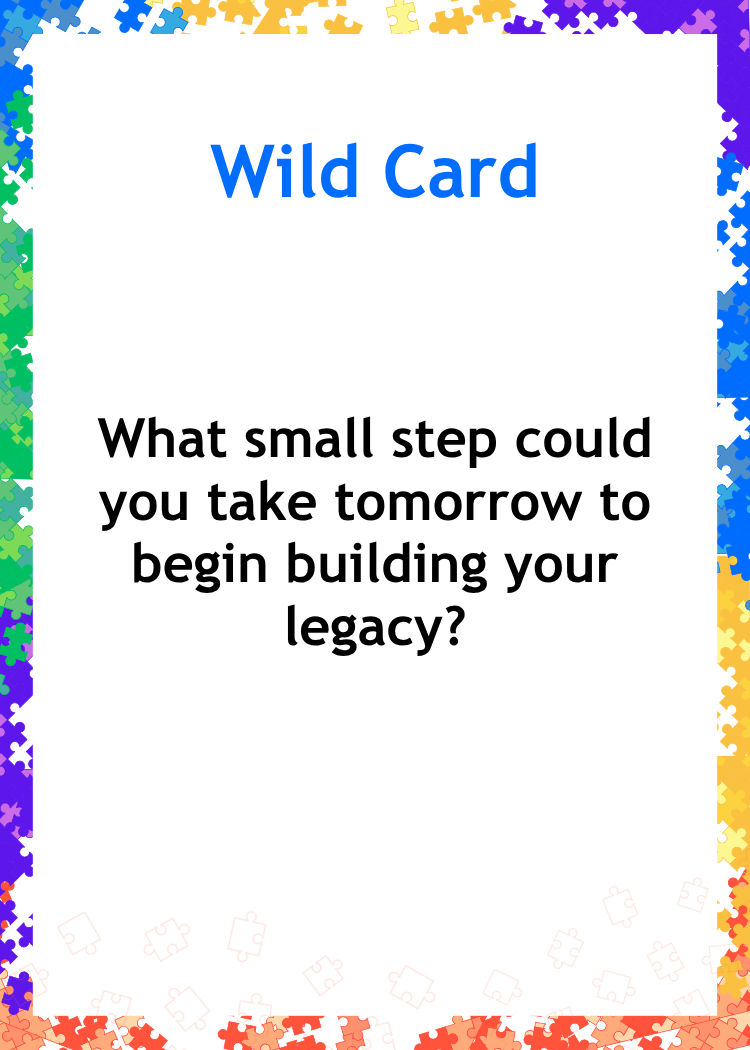 Wild Card
What small step could
you take tomorrow to
begin building your
legacy?